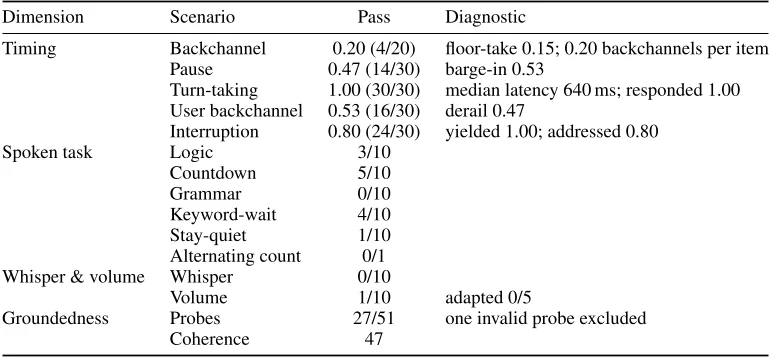 Dimension Scenario Pass Diagnostic
Timing Backchannel 0.20 (4/20) floor-take 0.15; 0.20 backchannels per item
Pause 0.47 (14/30) barge-in 0.53
Turn-taking 1.00 (30/30) median latency 640 ms; responded 1.00
User backchannel 0.53 (16/30) derail 0.47
Interruption 0.80 (24/30) yielded 1.00; addressed 0.80
Spoken task Logic 3/10
Countdown 5/10
Grammar 0/10
Keyword-wait 4/10
Stay-quiet 1/10
Alternating count 0/1
Whisper & volume Whisper 0/10
Volume 1/10 adapted 0/5
Groundedness Probes 27/51 one invalid probe excluded
Coherence 47